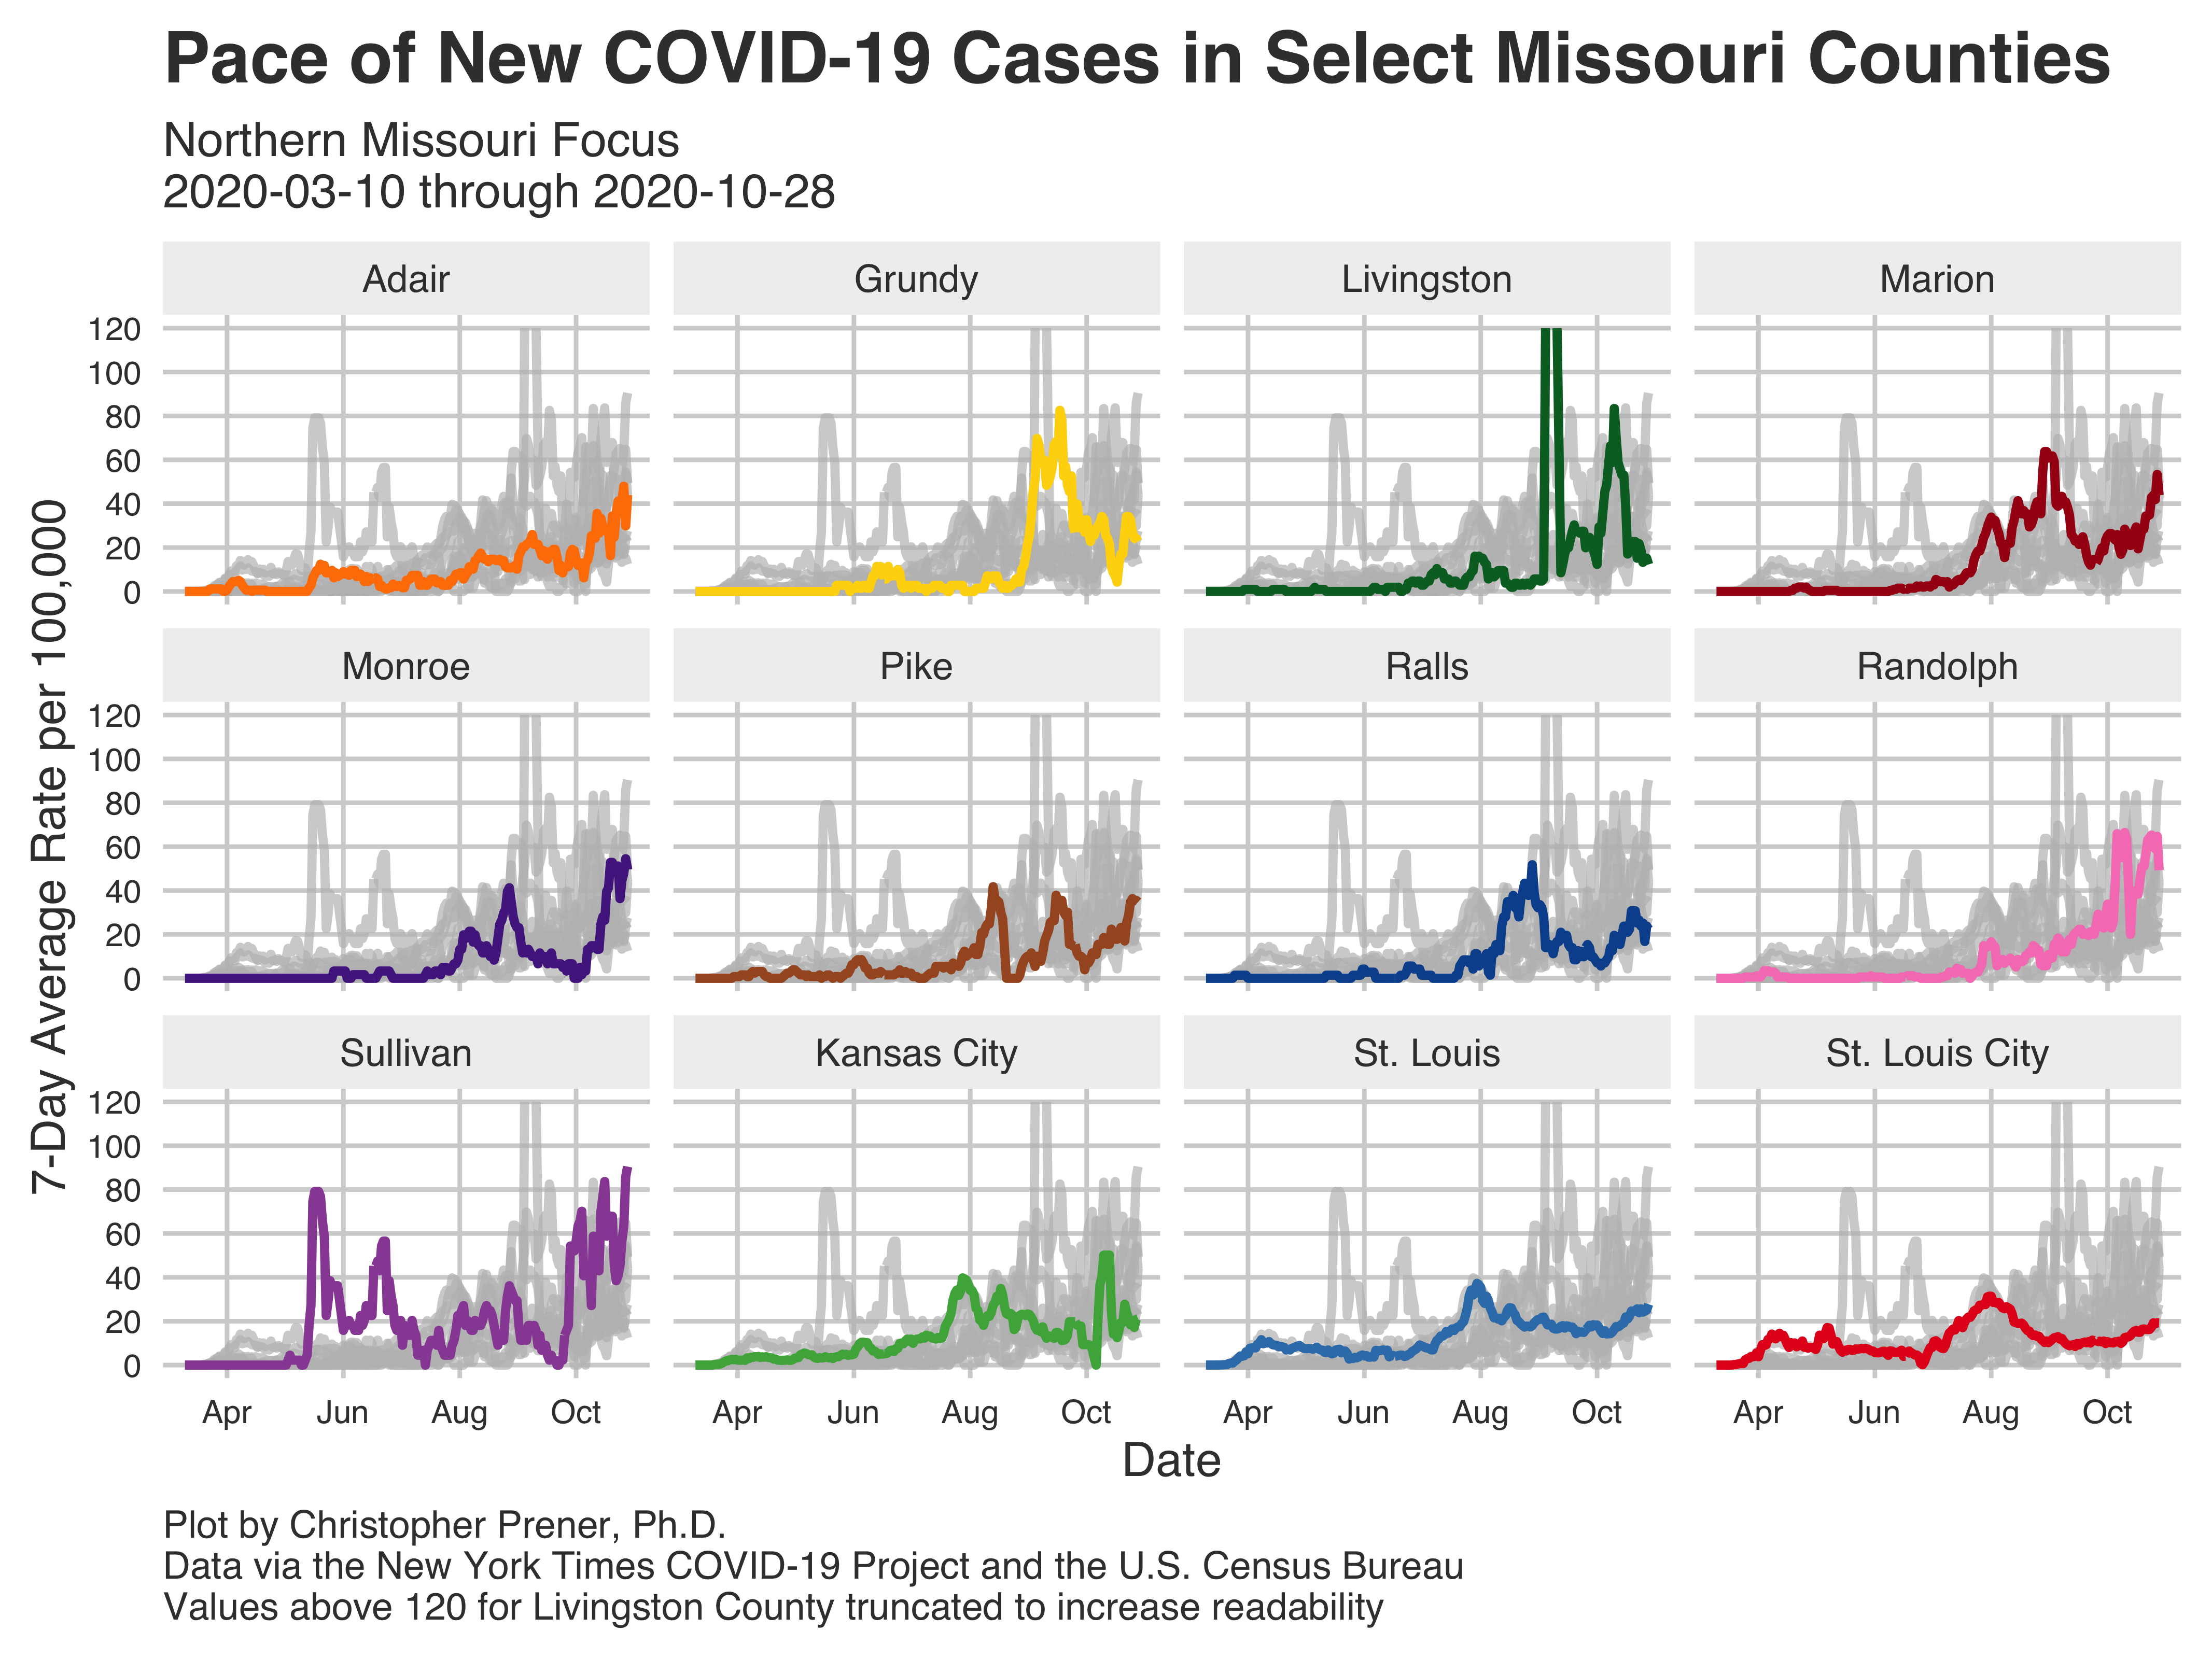 Pace of New COVID-19 Cases in Select Missouri Counties
Northern Missouri Focus
2020-03-10 through 2020-10-28
7-Day Average Rate per 100,000
Adair
Grundy
Livingston
Marion
120
100
80
60
40
20
0
Monroe
Pike
Ralls
Randolph
120
100
80
60
40
20
0
Sullivan
Kansas City
St. Louis
St. Louis City
120
100
80
60
40
20
0
Apr Jun Aug Oct
Apr Jun Aug Oct
Apr Jun Aug Oct
Apr Jun Aug Oct
Date
Plot by Christopher Prener, Ph.D.
Data via the New York Times COVID-19 Project and the U.S. Census Bureau
Values above 120 for Livingston County truncated to increase readability